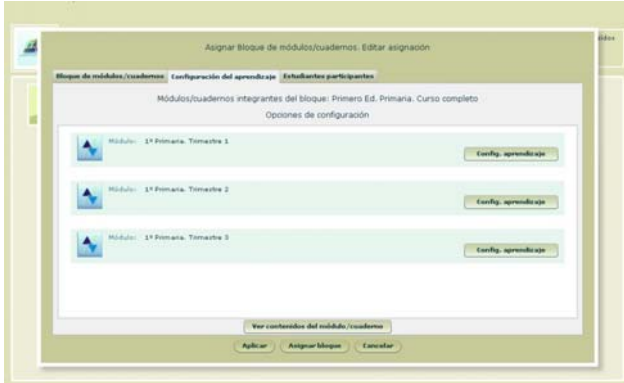 Asignar Bloque de módulos/cuadernos. Editar asignación
Bloque de módulos/cuadernos Configuración del aprendizaje Estudiantes participantes
Módulos/cuadernos integrantes del bloque: Primero Ed. Primaria. Curso completo
Opciones de configuración
Módulo: 1º Primaria. Trimestre 1
Config. aprendizaje
Módulo: 1º Primaria. Trimestre 2
Config. aprendizaje
Módulo: 1º Primaria. Trimestre 3
Config. aprendizaje
Ver contenidos del módulo/cuaderno
Aplicar Asignar bloque Cancelar